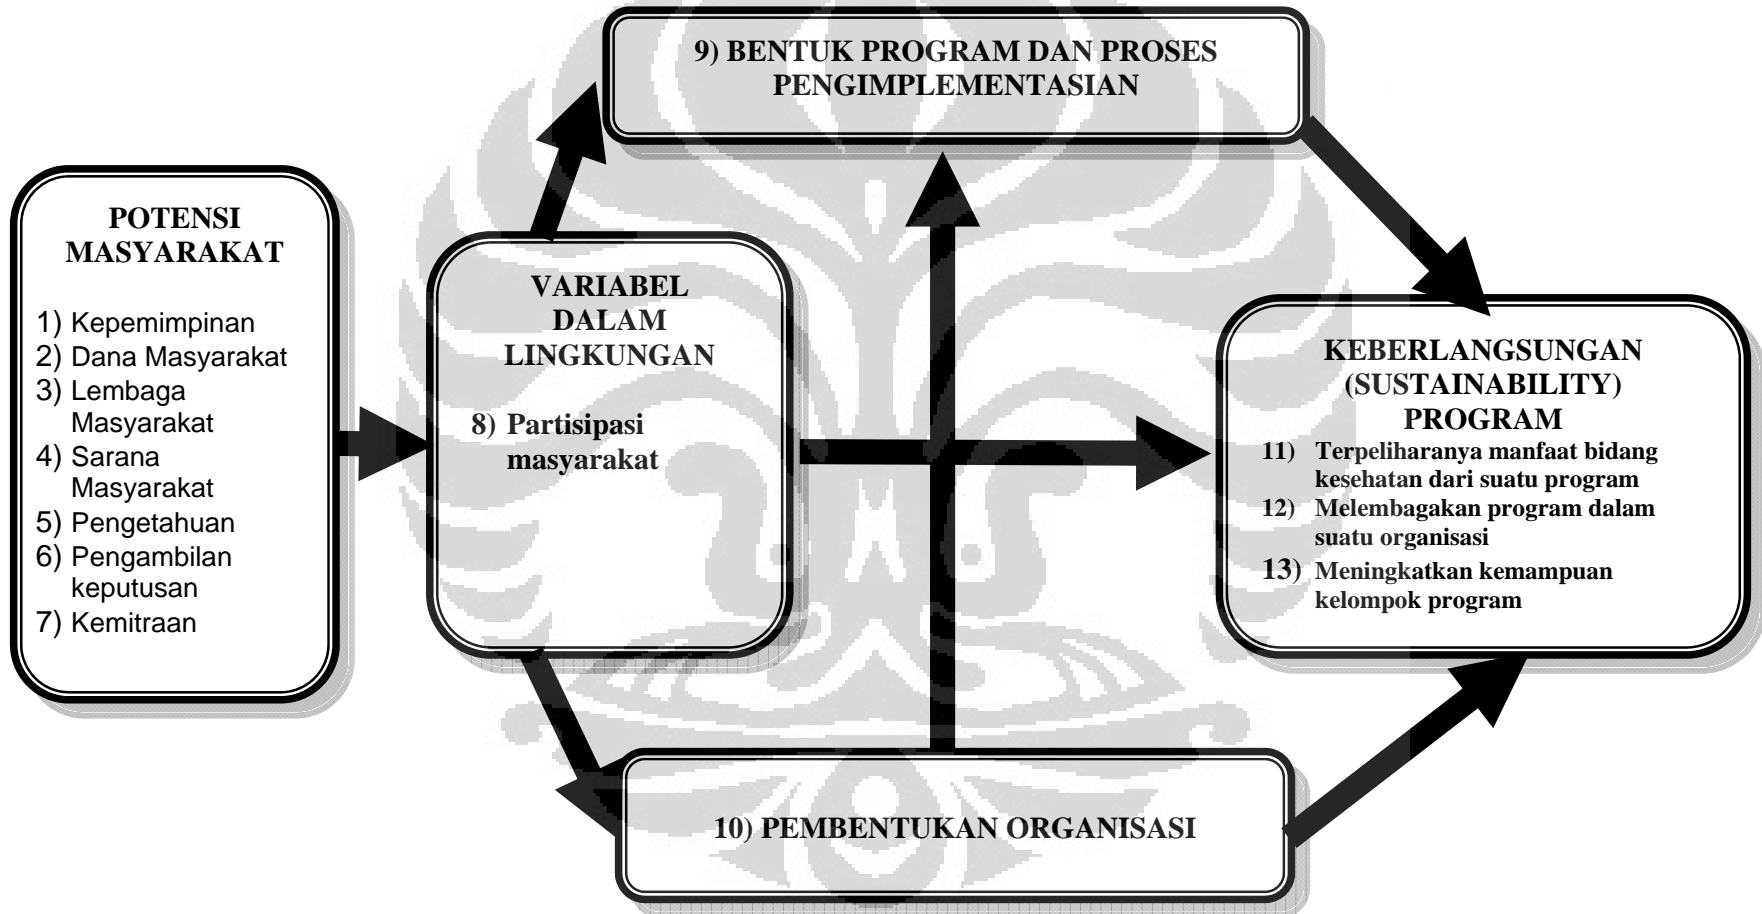 9) BENTUK PROGRAM DAN PROSES
PENGIMPLEMENTASIAN
POTENSI
MASYARAKAT
1) Kepemimpinan
2) Dana Masyarakat
3) Lembaga
Masyarakat
4) Sarana
Masyarakat
5) Pengetahuan
6) Pengambilan
keputusan
7) Kemitraan
VARIABEL
DALAM
LINGKUNGAN
8) Partisipasi
masyarakat
KEBERLANGSUNGAN
(SUSTAINABILITY)
PROGRAM
11) Terpeliharanya manfaat bidang
kesehatan dari suatu program
12) Melembagakan program dalam
suatu organisasi
13) Meningkatkan kemampuan
kelompok program
10) PEMBENTUKAN ORGANISASI